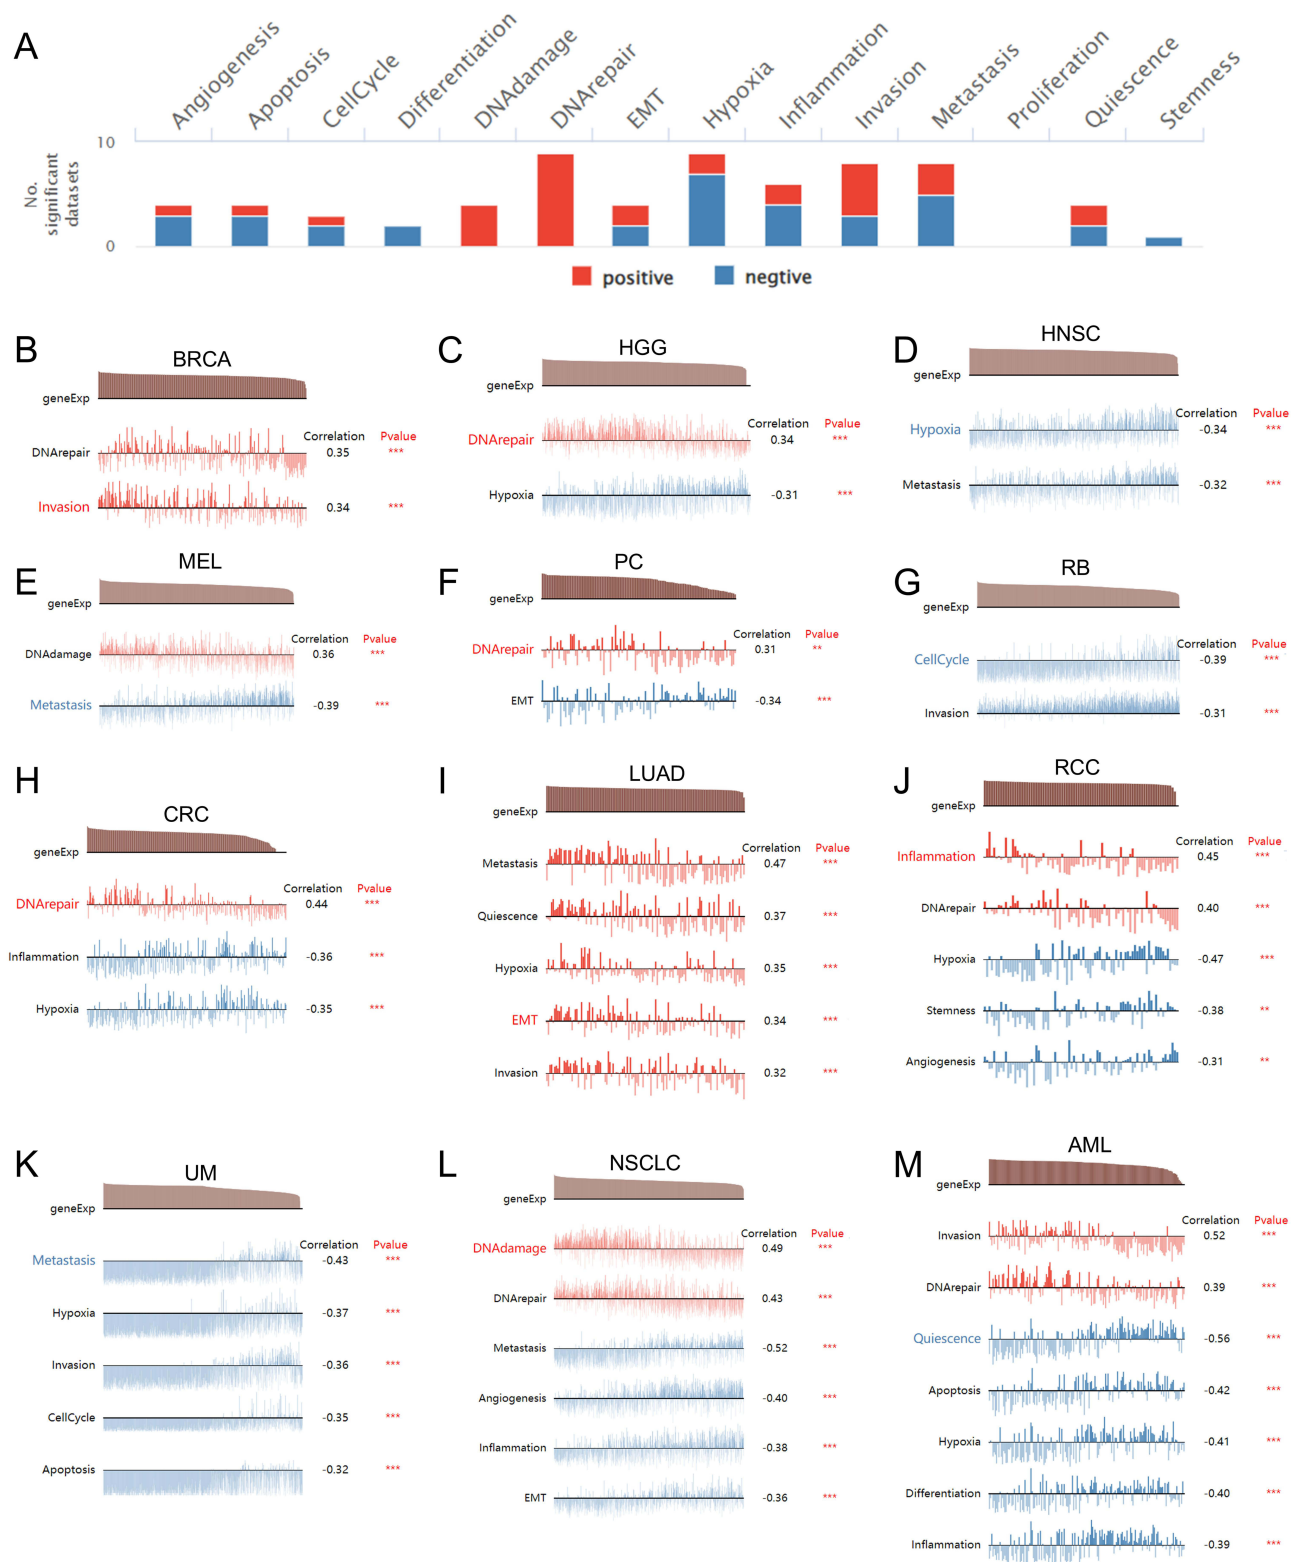 A
Angiogenesis
Apoptosis
CellCycle
Differentiation
DNAdamage
DNArepair
EMT
Hypoxia
Inflammation
Invasion
Metastasis
Proliferation
Quiescence
Stemness
No.
significant
datasets
10
0
positive
negtive
B
BRCA
geneExp
Correlation Pvalue
DNArepair 0.35 ***
Invasion 0.34 ***
C
HGG
geneExp
Correlation Pvalue
DNArepair 0.34 ***
Hypoxia -0.31 ***
D
HNSC
geneExp
Correlation Pvalue
Hypoxia -0.34 ***
Metastasis -0.32 ***
E
MEL
geneExp
Correlation Pvalue
DNAdamage 0.36 ***
Metastasis -0.39 ***
F
PC
geneExp
Correlation Pvalue
DNArepair 0.31 **
EMT -0.34 ***
G
RB
geneExp
Correlation Pvalue
CellCycle -0.39 ***
Invasion -0.31 ***
H
CRC
geneExp
Correlation Pvalue
DNArepair 0.44 ***
Inflammation -0.36 ***
Hypoxia -0.35 ***
I
LUAD
geneExp
Correlation Pvalue
Metastasis 0.47 ***
Quiescence 0.37 ***
Hypoxia 0.35 ***
EMT 0.34 ***
Invasion 0.32 ***
J
RCC
geneExp
Correlation Pvalue
Inflammation 0.45 ***
DNArepair 0.40 ***
Hypoxia -0.47 ***
Stemness -0.38 **
Angiogenesis -0.31 **
K
UM
geneExp
Correlation Pvalue
Metastasis -0.43 ***
Hypoxia -0.37 ***
Invasion -0.36 ***
CellCycle -0.35 ***
Apoptosis -0.32 ***
L
NSCLC
geneExp
Correlation Pvalue
DNAdamage 0.49 ***
DNArepair 0.43 ***
Metastasis -0.52 ***
Angiogenesis -0.40 ***
Inflammation -0.38 ***
EMT -0.36 ***
M
AML
geneExp
Correlation Pvalue
Invasion 0.52 ***
DNArepair 0.39 ***
Quiescence -0.56 ***
Apoptosis -0.42 ***
Hypoxia -0.41 ***
Differentiation -0.40 ***
Inflammation -0.39 ***